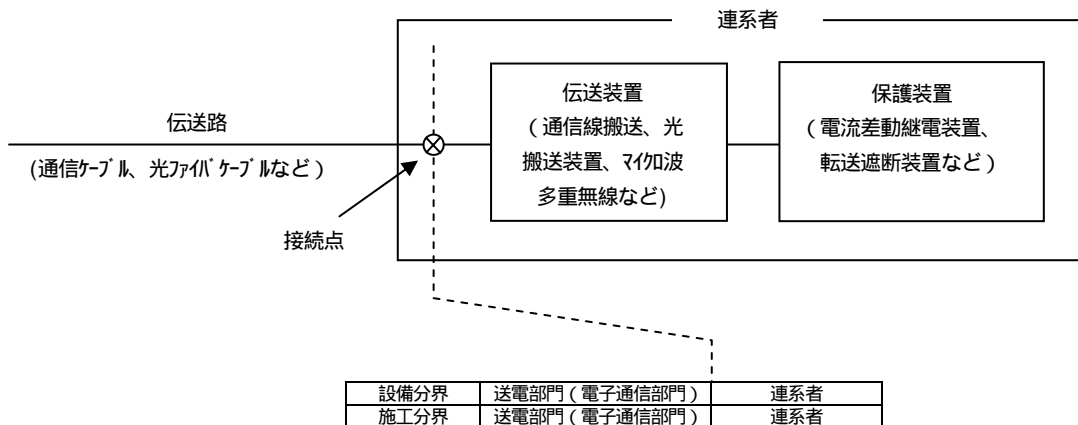 連系者
伝送装置
(通信線搬送、光
搬送装置、ﾏｲｸﾛ波
多重無線など)
保護装置
(電流差動継電装置、
転送遮断装置など)
伝送路
(通信ｹｰﾌﾞﾙ、光ﾌｧｲﾊﾞｹｰﾌﾞﾙなど)
接続点
設備分界 送電部門(電子通信部門) 連系者
施工分界 送電部門(電子通信部門) 連系者